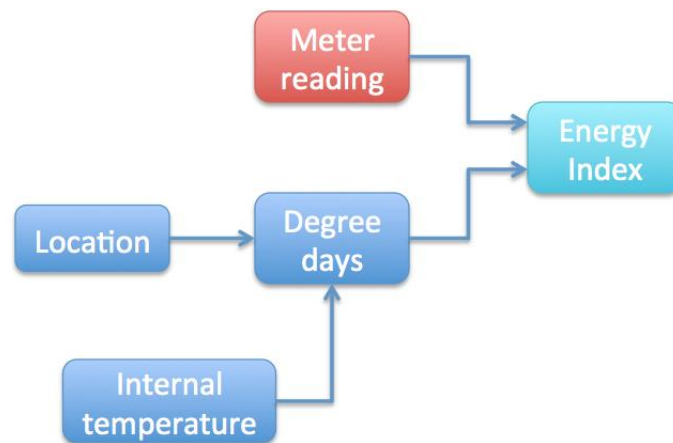 Meter
reading
Energy
Index
Degree
days
Location
Internal
temperature